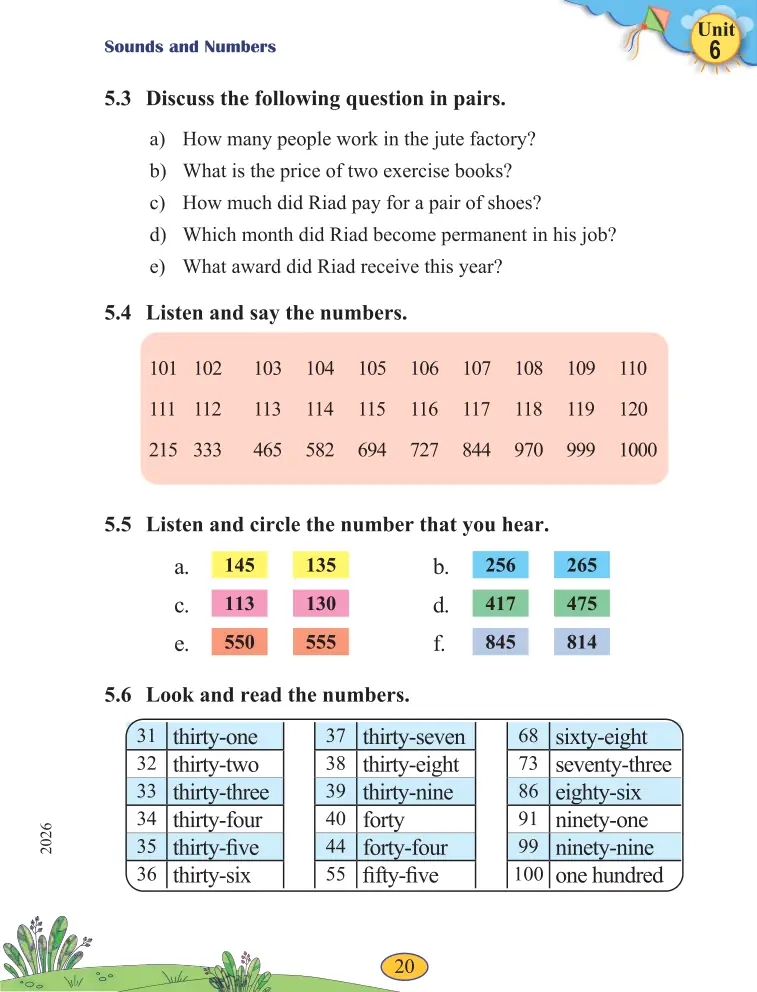 Sounds and Numbers
Unit
6
5.3 Discuss the following question in pairs.
a) How many people work in the jute factory?
b) What is the price of two exercise books?
c) How much did Riad pay for a pair of shoes?
d) Which month did Riad become permanent in his job?
e) What award did Riad receive this year?
5.4 Listen and say the numbers.
101 102 103 104 105 106 107 108 109 110
111 112 113 114 115 116 117 118 119 120
215 333 465 582 694 727 844 970 999 1000
5.5 Listen and circle the number that you hear.
a. 145 135 b. 256 265
c. 113 130 d. 417 475
e. 550 555 f. 845 814
5.6 Look and read the numbers.
31 thirty-one 37 thirty-seven 68 sixty-eight
32 thirty-two 38 thirty-eight 73 seventy-three
33 thirty-three 39 thirty-nine 86 eighty-six
34 thirty-four 40 forty 91 ninety-one
35 thirty-five 44 forty-four 99 ninety-nine
36 thirty-six 55 fifty-five 100 one hundred
2026
20